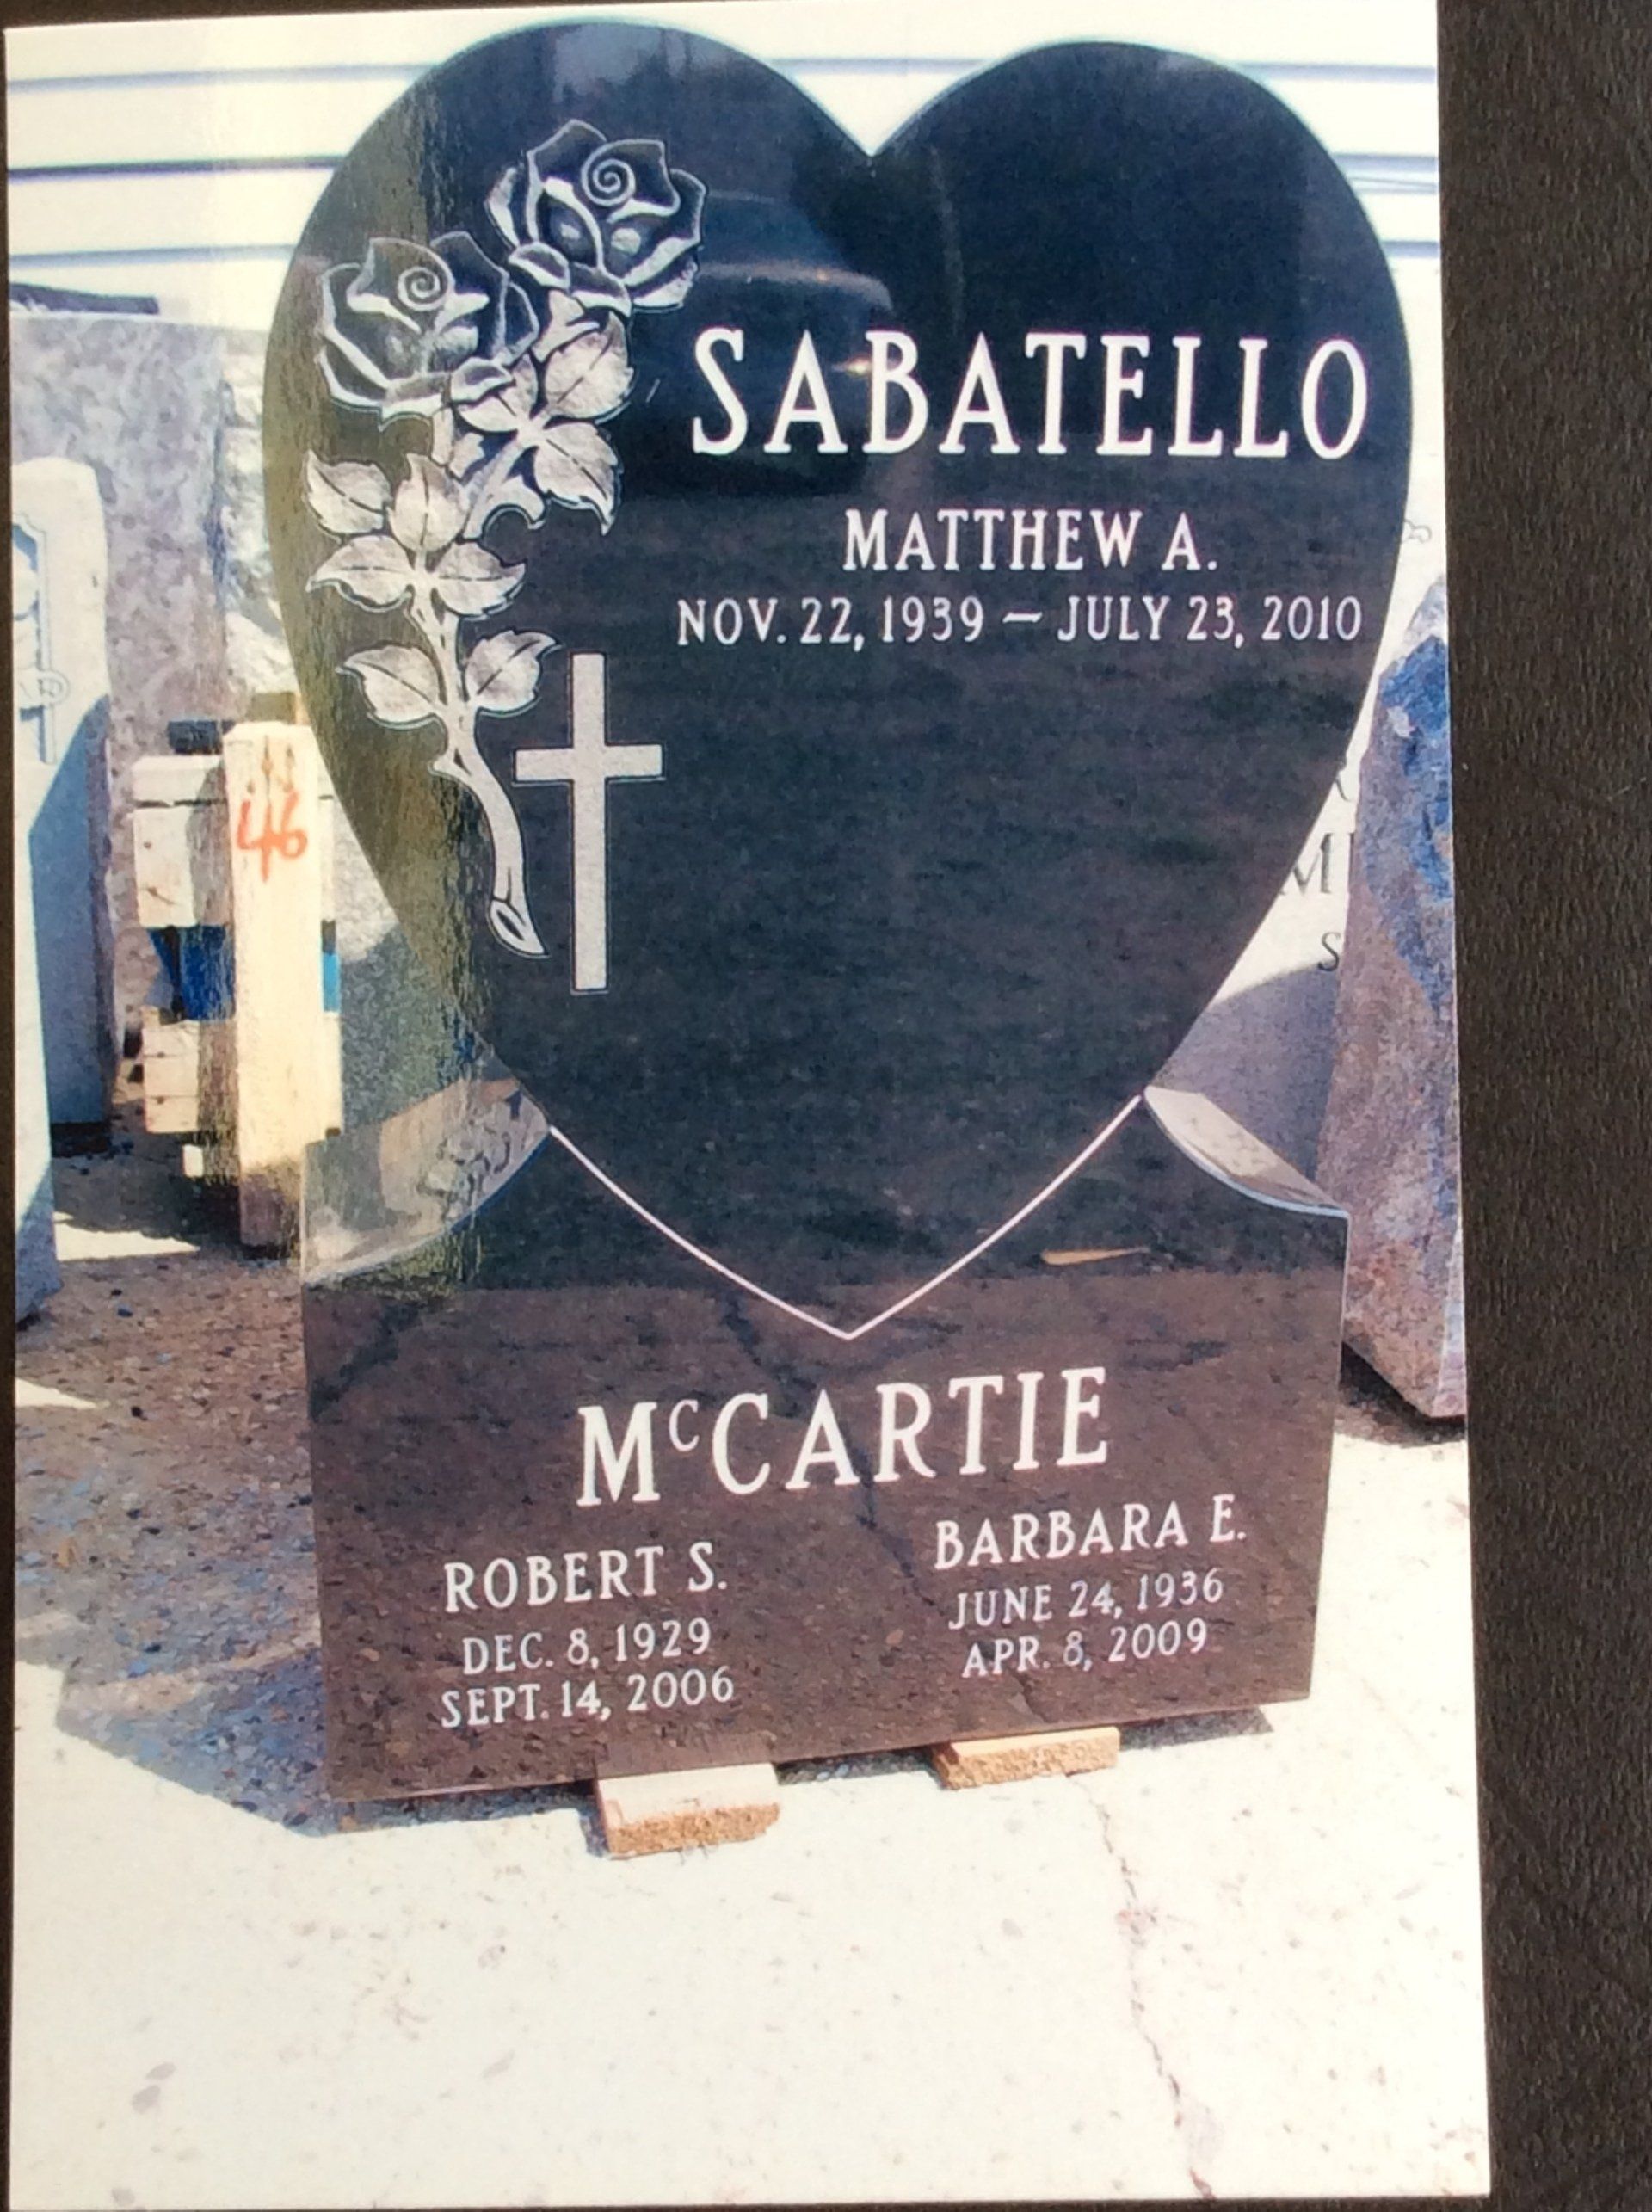 SABATELLO
MATTHEW A.
NOV. 22, 1939 – JULY 23, 2010
46
McCARTIE
ROBERT S.
DEC. 8, 1929
SEPT. 14, 2006
BARBARA E.
JUNE 24, 1936
APR. 8, 2009